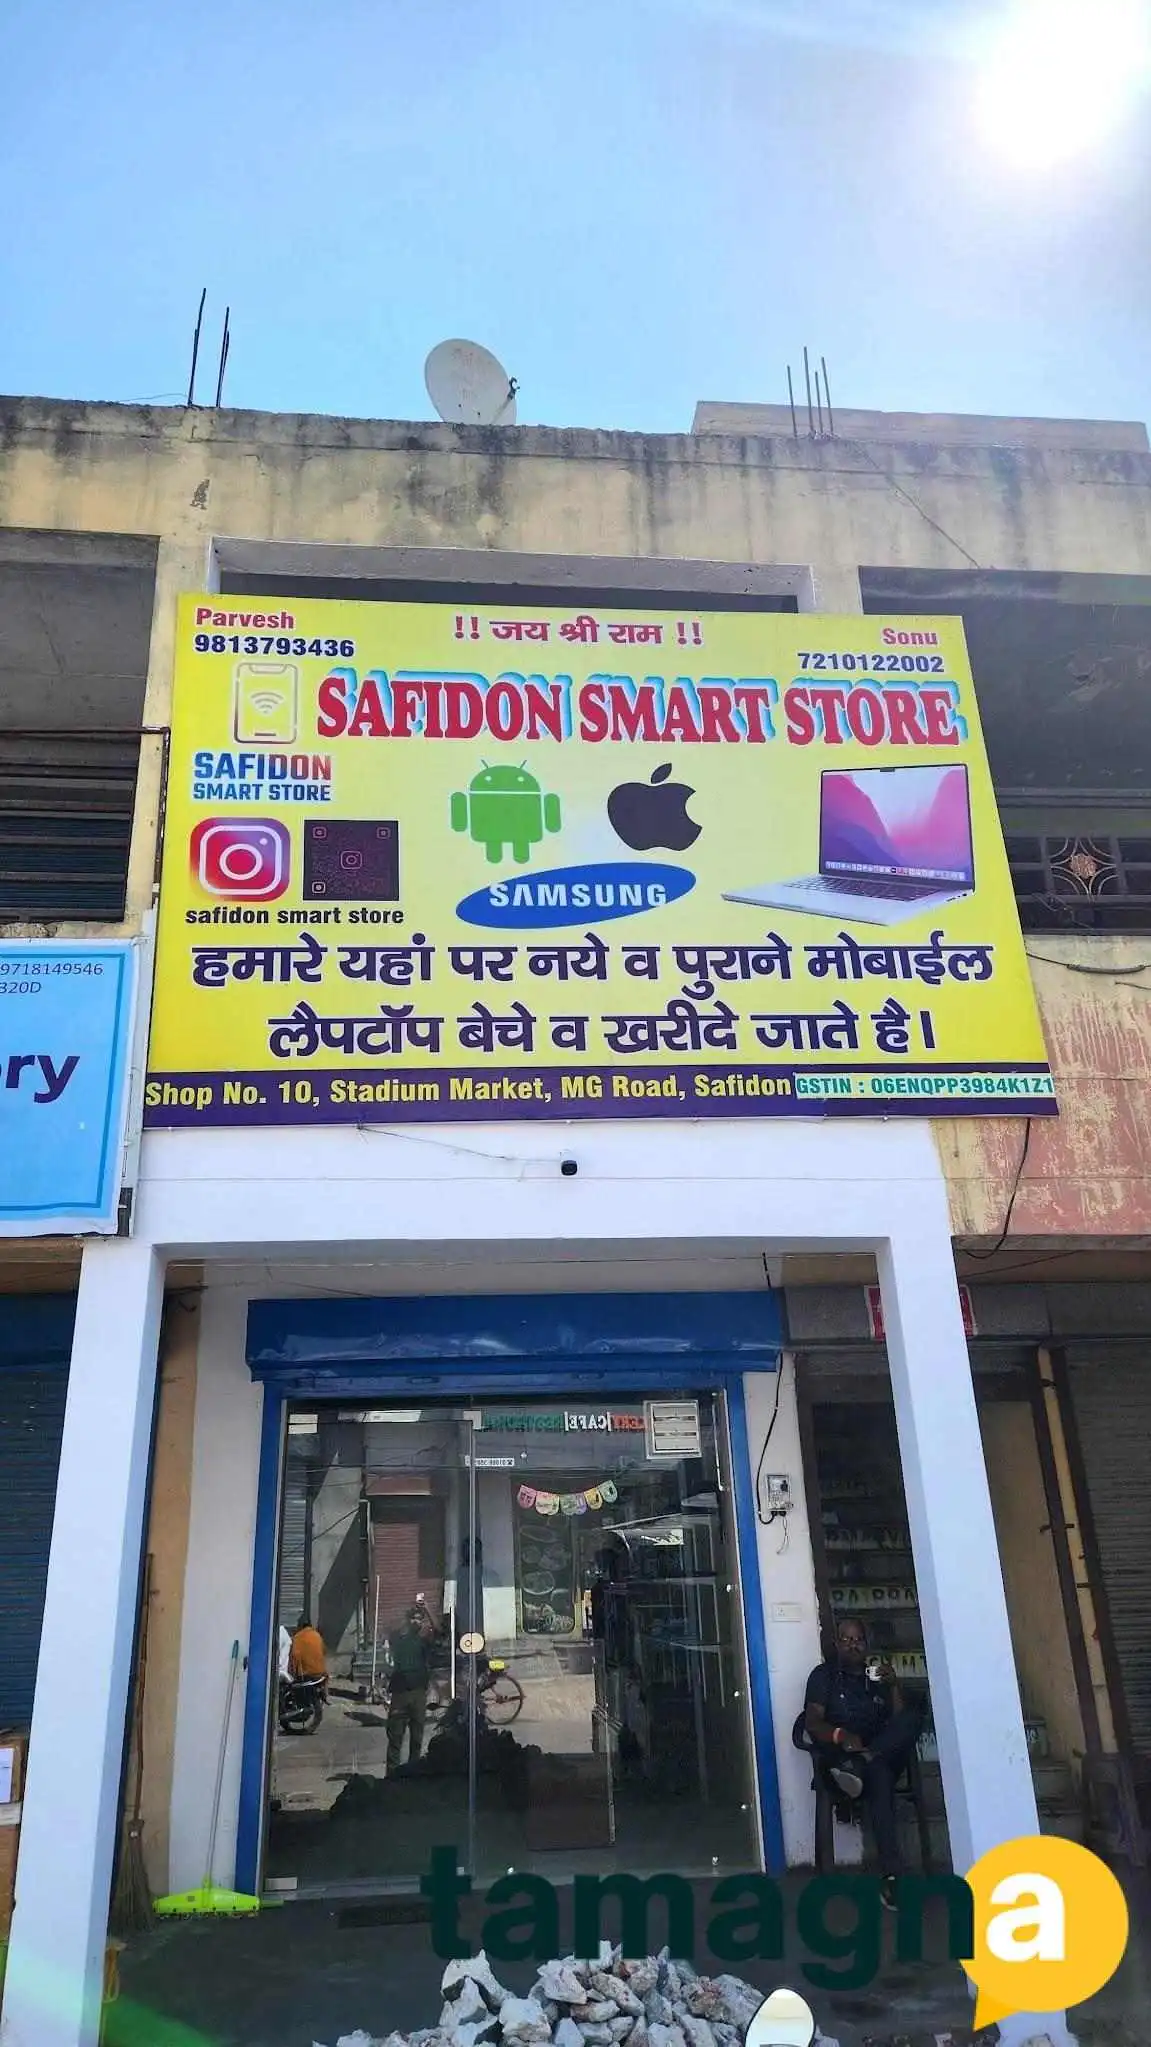 Parvesh
9813793436
!! जय श्री राम !!
Sonu
7210122002
SAFIDON SMART STORE
SAFIDON
SMART STORE
SAMSUNG
safidon smart store
हमारे यहां पर नये व पुराने मोबाईल
लैपटॉप बेचे व खरीदे जाते है।
Shop No. 10, Stadium Market, MG Road, Safidon GSTIN : 06ENQPP3984K1Z1
9718149546
320D
ry
tamagna